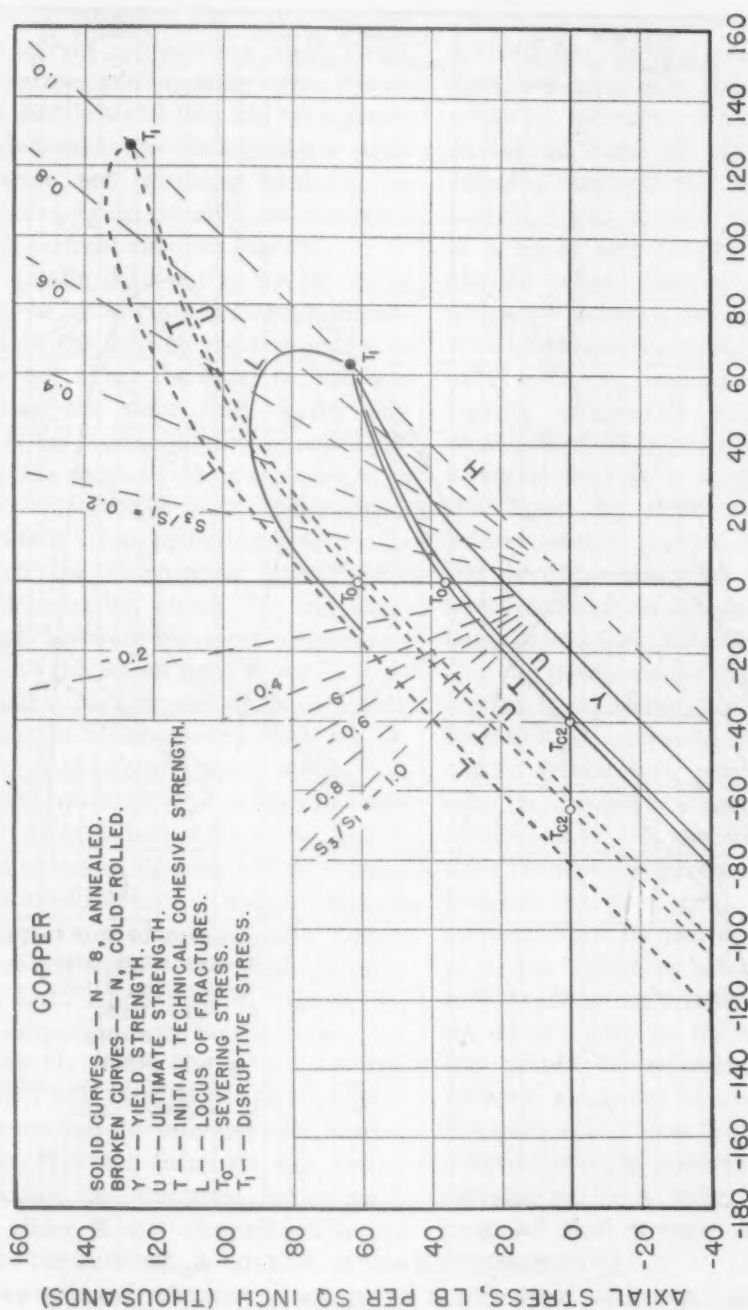 COPPER
SOLID CURVES — N - 8, ANNEALED.
BROKEN CURVES — N, COLD-ROLLED.
Y — YIELD STRENGTH.
U — ULTIMATE STRENGTH.
T — INITIAL TECHNICAL COHESIVE STRENGTH.
L — LOCUS OF FRACTURES.
T0 — SEVERING STRESS.
T1 — DISRUPTIVE STRESS.
AXIAL STRESS (LB PER SQ INCH (THOUSANDS)
160
140
120
100
80
60
40
20
0
-20
-40
-180
-160
-140
-120
-100
-80
-60
-40
-20
0
20
40
60
80
100
120
140
160
S3/S1 = 0.2
0.4
0.6
0.8
1.0
-0.2
-0.4
-0.6
-0.8
S3/S1 = -1.0
S
T1
T
U
L
T1
T0
T0
H
L
T
U
T
U
Y
TC2
TC2